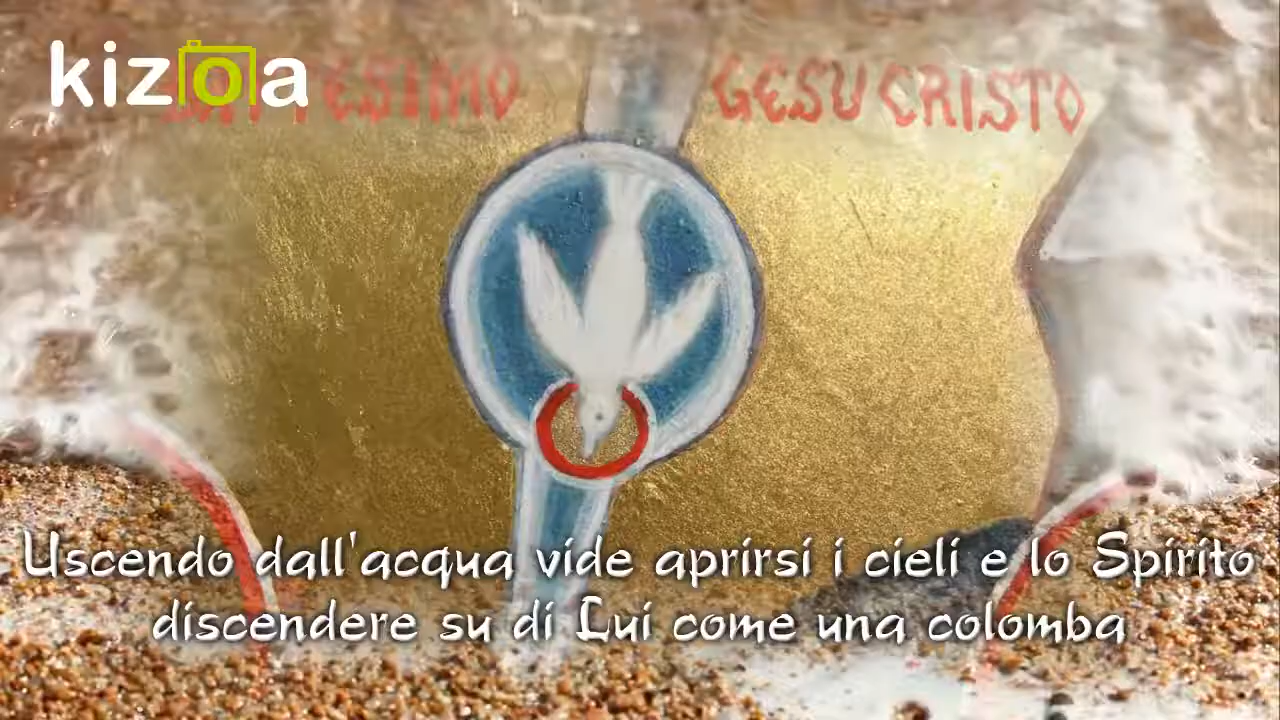 kizoa
GESU CRISTO
Uscendo dall'acqua vide aprirsi i cieli e lo Spirito
discendere su di Lui come una colomba